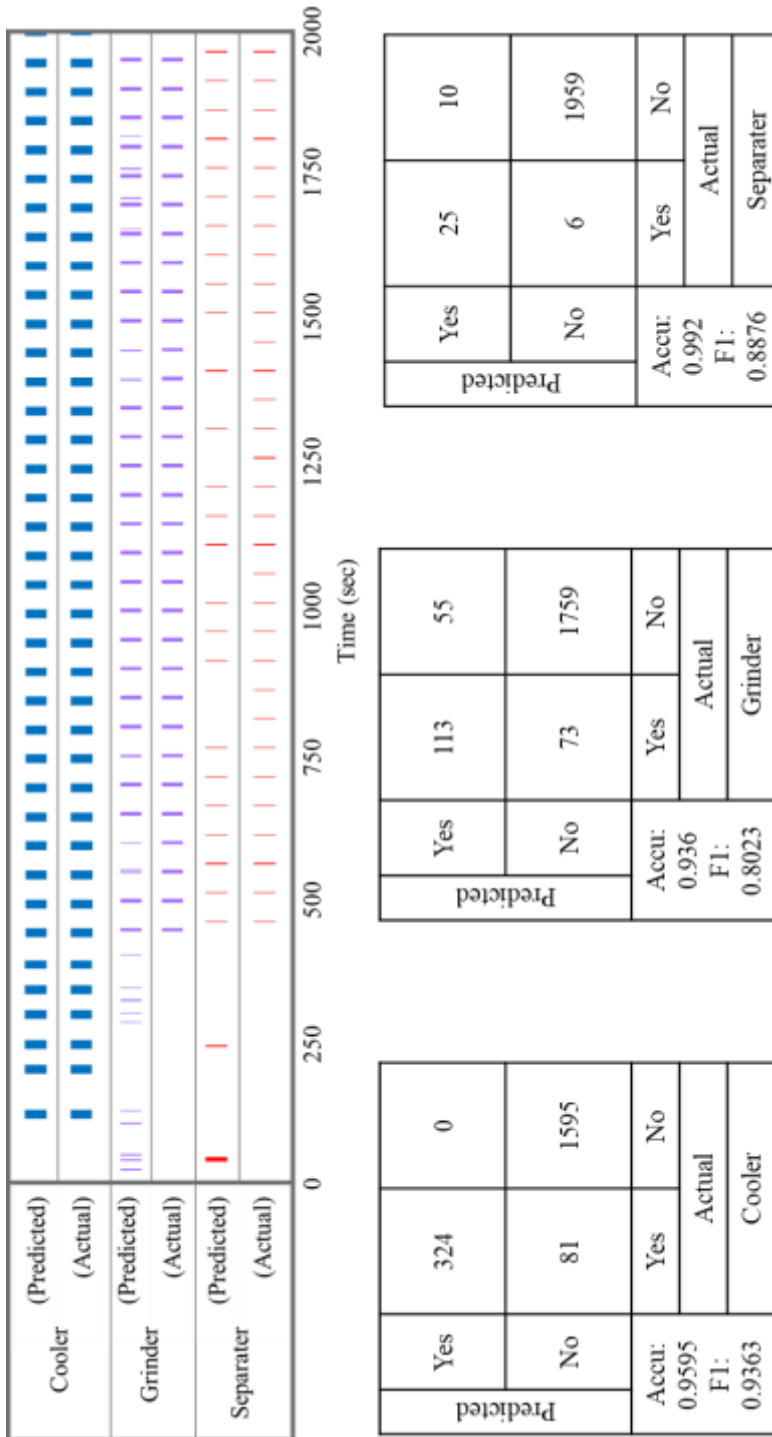 Cooler
(Predicted)
(Actual)
Grinder
(Predicted)
(Actual)
Separater
(Predicted)
(Actual)
0 250 500 750 1000 1250 1500 1750 2000
Time (sec)
Predicted
Yes 324 0
No 81 1595
Accu: 0.9595 F1: 0.9363
Yes No
Actual
Cooler
Predicted
Yes 113 55
No 73 1759
Accu: 0.936 F1: 0.8023
Yes No
Actual
Grinder
Predicted
Yes 25 10
No 6 1959
Accu: 0.992 F1: 0.8876
Yes No
Actual
Separater